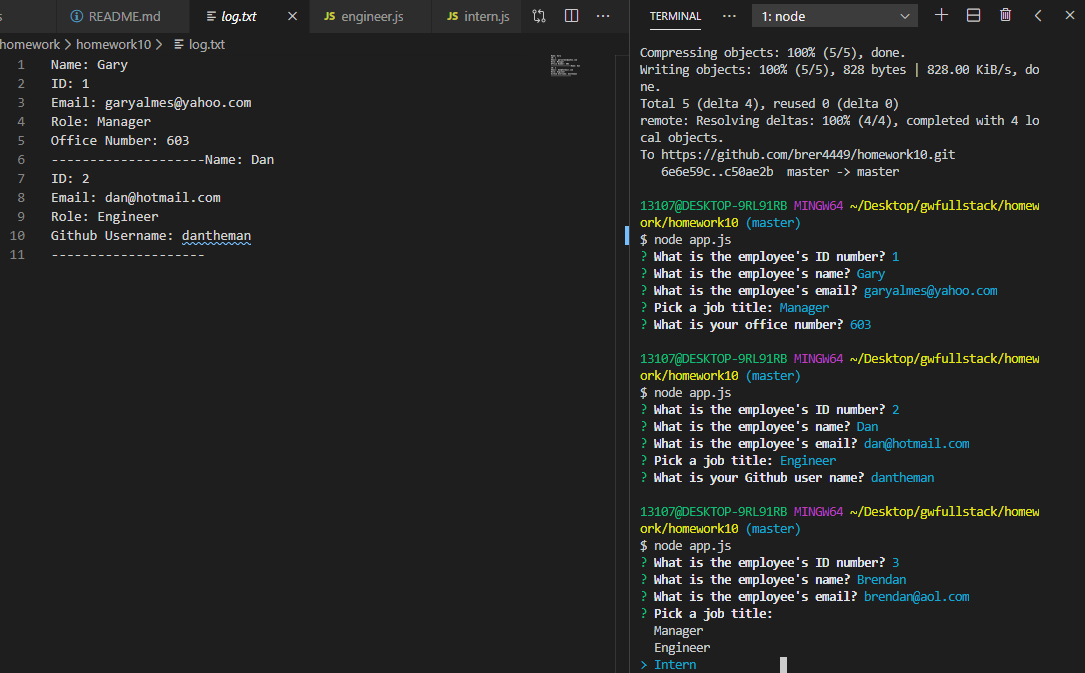 s
README.md
log.txt
JS engineer.js
JS intern.js
TERMINAL
1: node
homework > homework10 > log.txt
1 Name: Gary
2 ID: 1
3 Email: garyalmes@yahoo.com
4 Role: Manager
5 Office Number: 603
6 --------------------Name: Dan
7 ID: 2
8 Email: dan@hotmail.com
9 Role: Engineer
10 Github Username: dantheman
11 --------------------
Compressing objects: 100% (5/5), done.
Writing objects: 100% (5/5), 828 bytes | 828.00 KiB/s, do
ne.
Total 5 (delta 4), reused 0 (delta 0)
remote: Resolving deltas: 100% (4/4), completed with 4 lo
cal objects.
To https://github.com/brer4449/homework10.git
6e6e59c..c50ae2b master -> master
13107@DESKTOP-9RL91RB MINGW64 ~/Desktop/gwfullstack/homew
ork/homework10 (master)
$ node app.js
? What is the employee's ID number? 1
? What is the employee's name? Gary
? What is the employee's email? garyalmes@yahoo.com
? Pick a job title: Manager
? What is your office number? 603
13107@DESKTOP-9RL91RB MINGW64 ~/Desktop/gwfullstack/homew
ork/homework10 (master)
$ node app.js
? What is the employee's ID number? 2
? What is the employee's name? Dan
? What is the employee's email? dan@hotmail.com
? Pick a job title: Engineer
? What is your Github user name? dantheman
13107@DESKTOP-9RL91RB MINGW64 ~/Desktop/gwfullstack/homew
ork/homework10 (master)
$ node app.js
? What is the employee's ID number? 3
? What is the employee's name? Brendan
? What is the employee's email? brendan@aol.com
? Pick a job title:
Manager
Engineer
> Intern